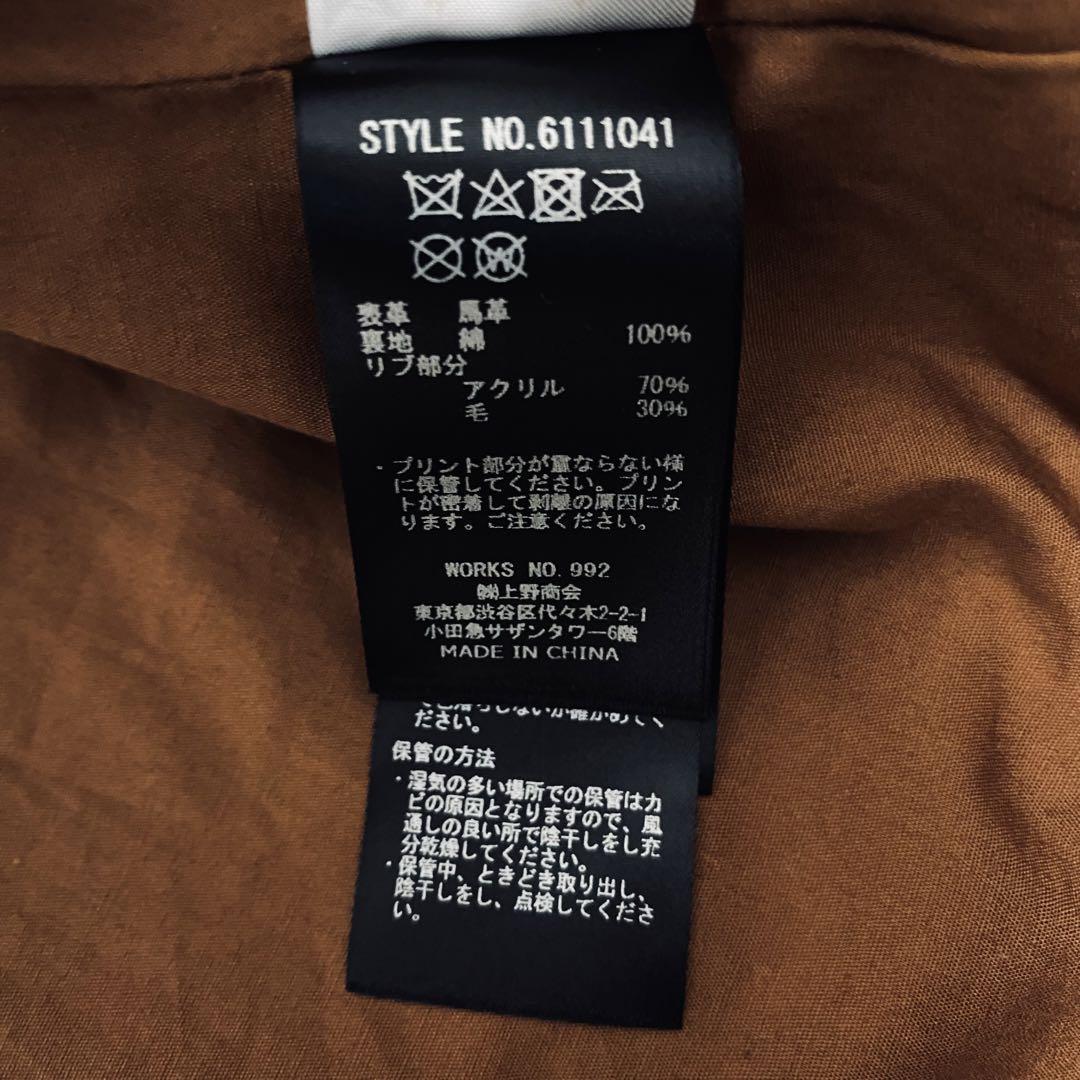 STYLE NO.6111041
表革 馬革
裏地 綿 100%
リブ部分
アクリル 70%
毛 30%
・プリント部分が重ならない様
に保管してください。プリン
トが密着して剥離の原因にな
ります。ご注意ください。
WORKS NO.992
㈱上野商会
東京都渋谷区代々木2-2-1
小田急サザンタワー6階
MADE IN CHINA
ないか確かめてく
ださい。
保管の方法
・湿気の多い場所での保管はカ
ビの原因となりますので、風
通しの良い所で陰干しをし充
分乾燥してください。
・保管中、ときどき取り出し、
陰干しをし、点検してくださ
い。